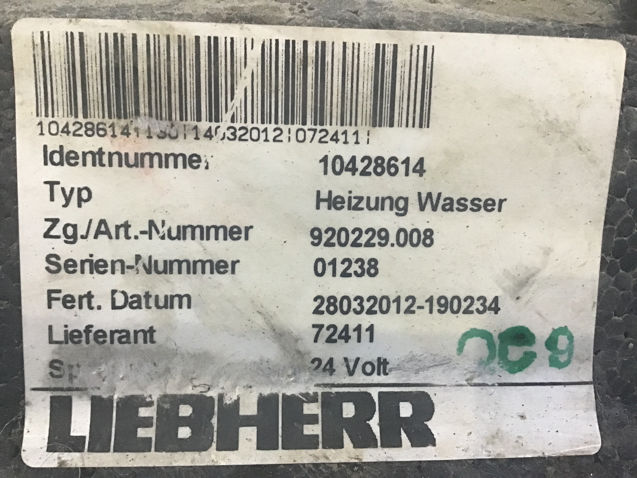 Identnummer 10428614
Typ Heizung Wasser
Zg./Art.-Nummer 920229.008
Serien-Nummer 01238
Fert. Datum 28032012-190234
Lieferant 72411
24 Volt
LIEBHERR